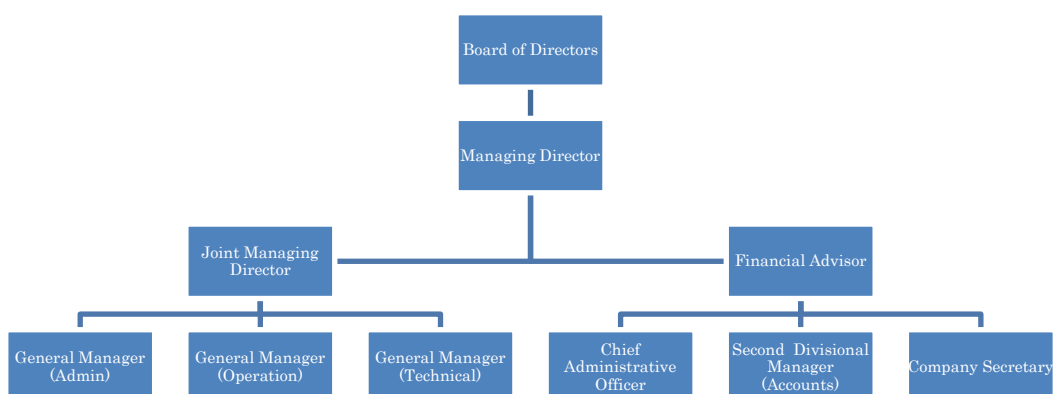 Board of Directors
Managing Director
Joint Managing
Director
Financial Advisor
General Manager
(Admin)
General Manager
(Operation)
General Manager
(Technical)
Chief
Administrative
Officer
Second Divisional
Manager
(Accounts)
Company Secretary